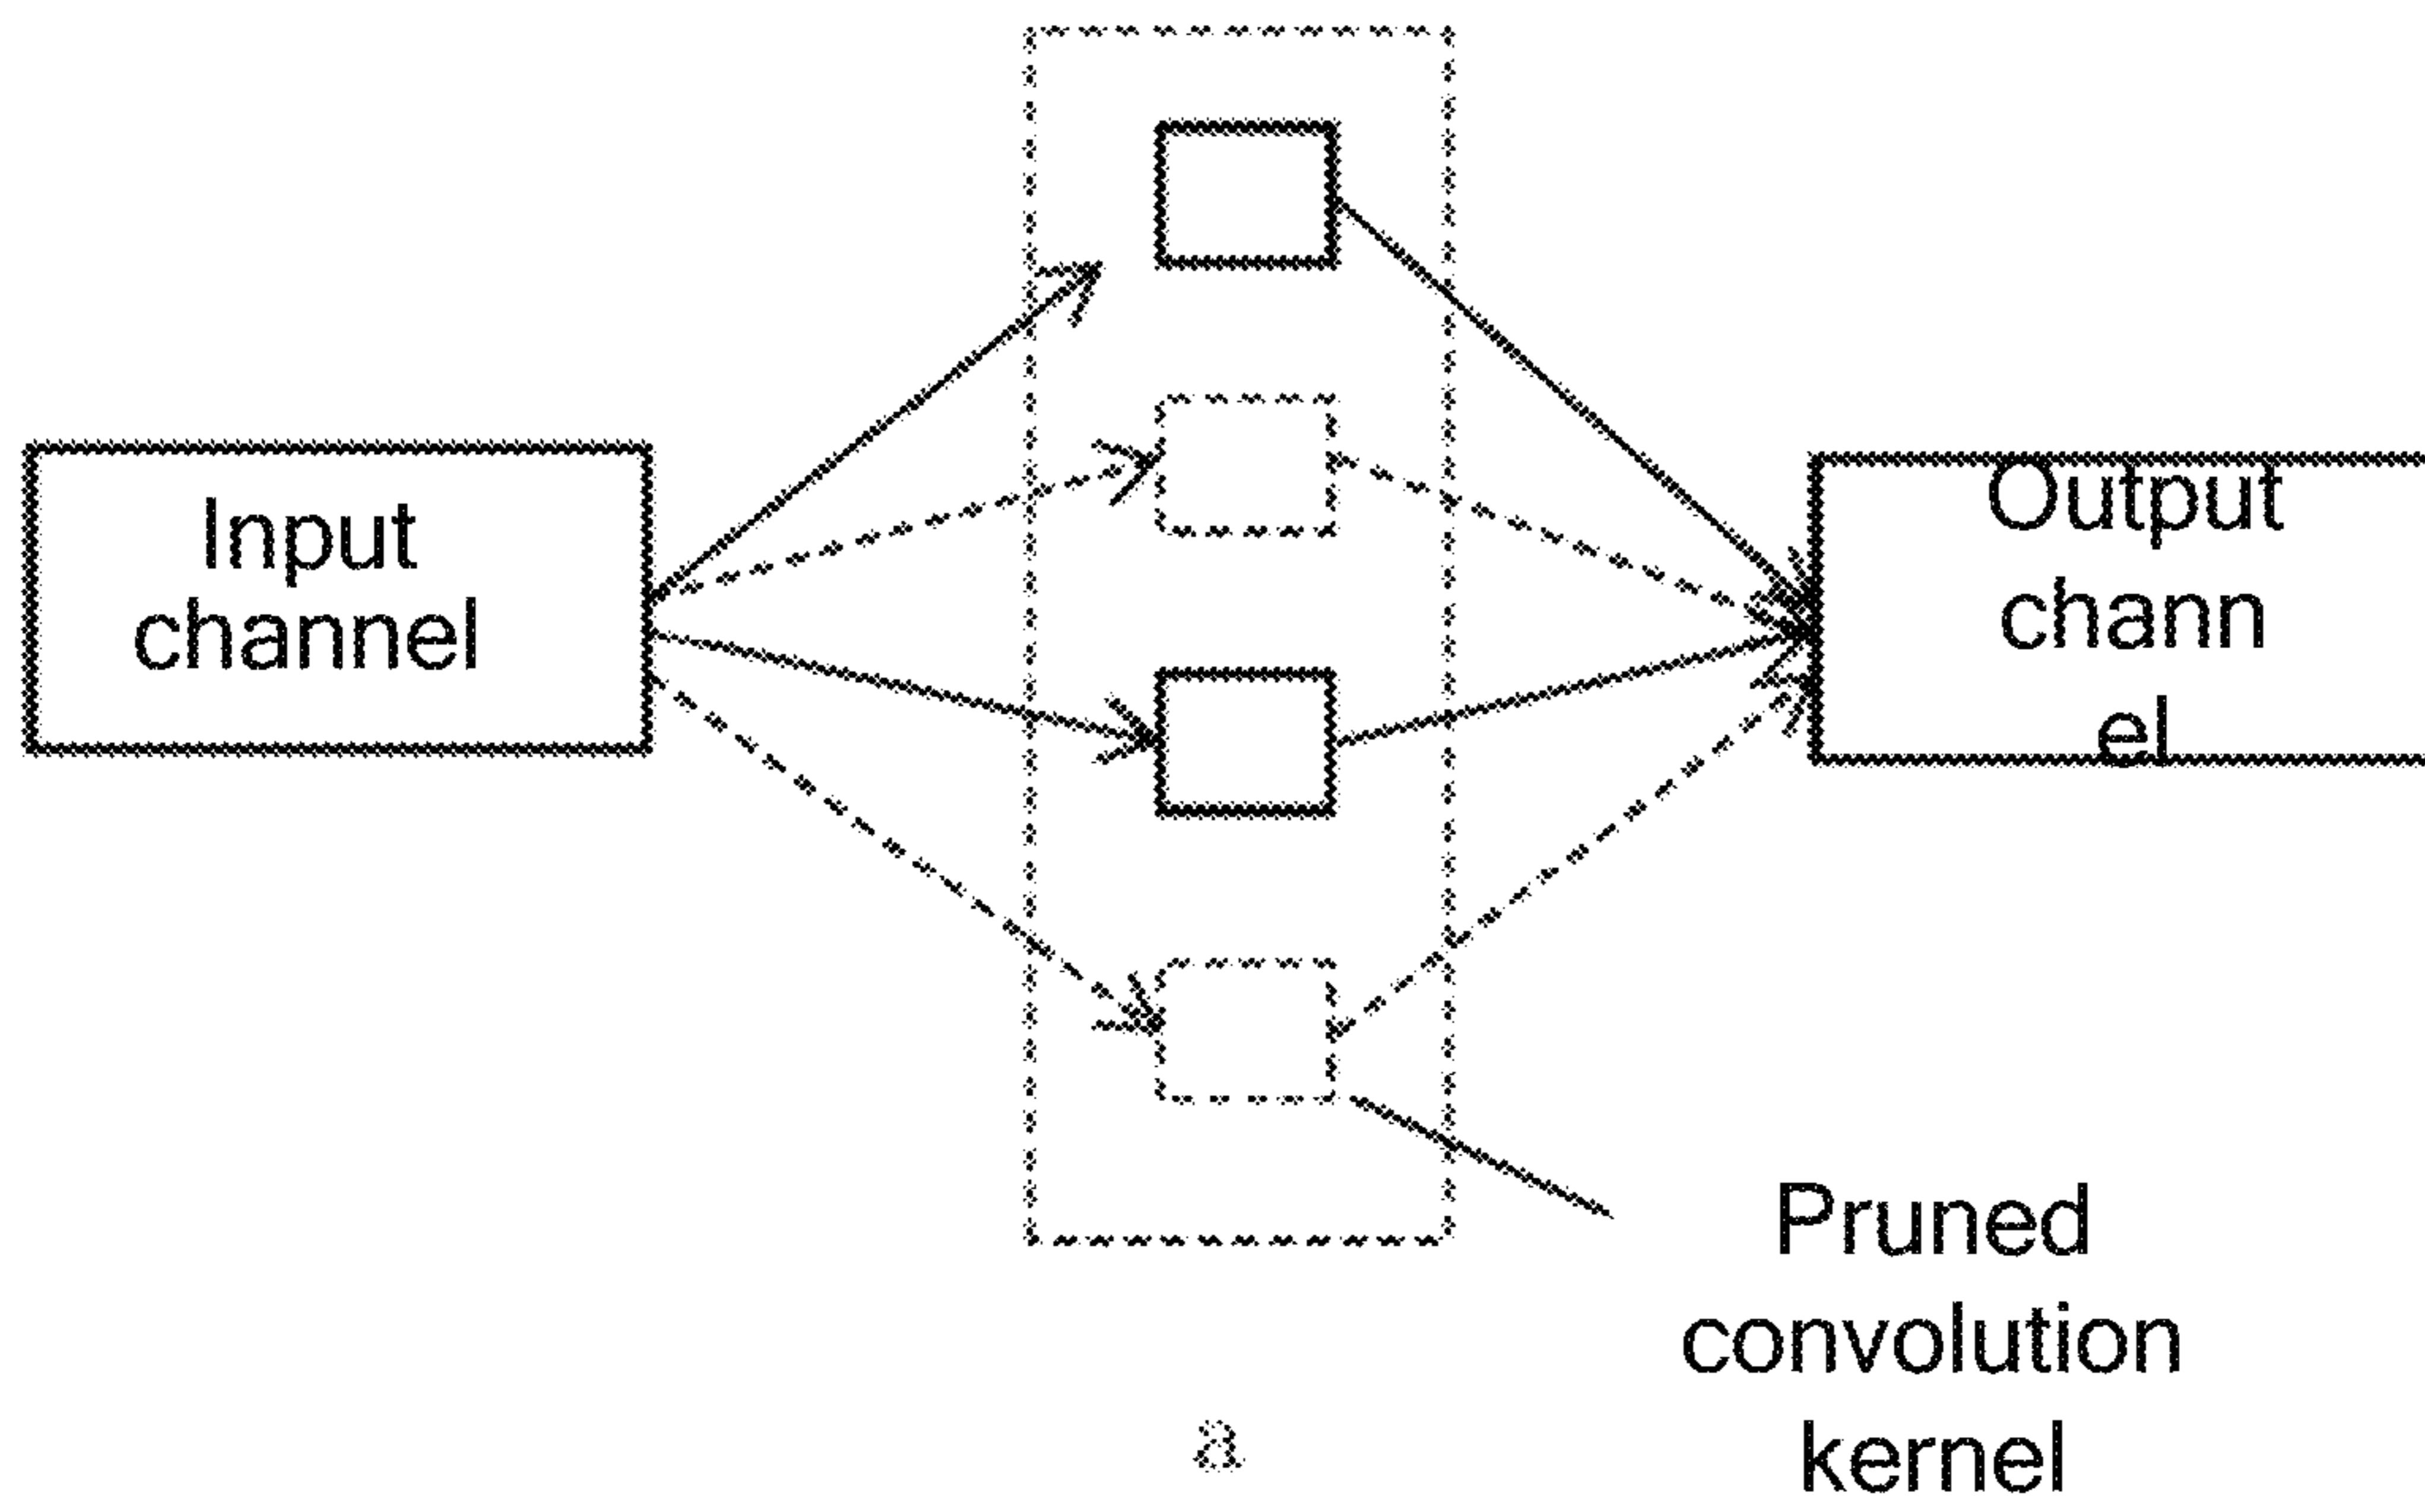 Input
channel
Output
chann
el
Pruned
convolution
kernel
a